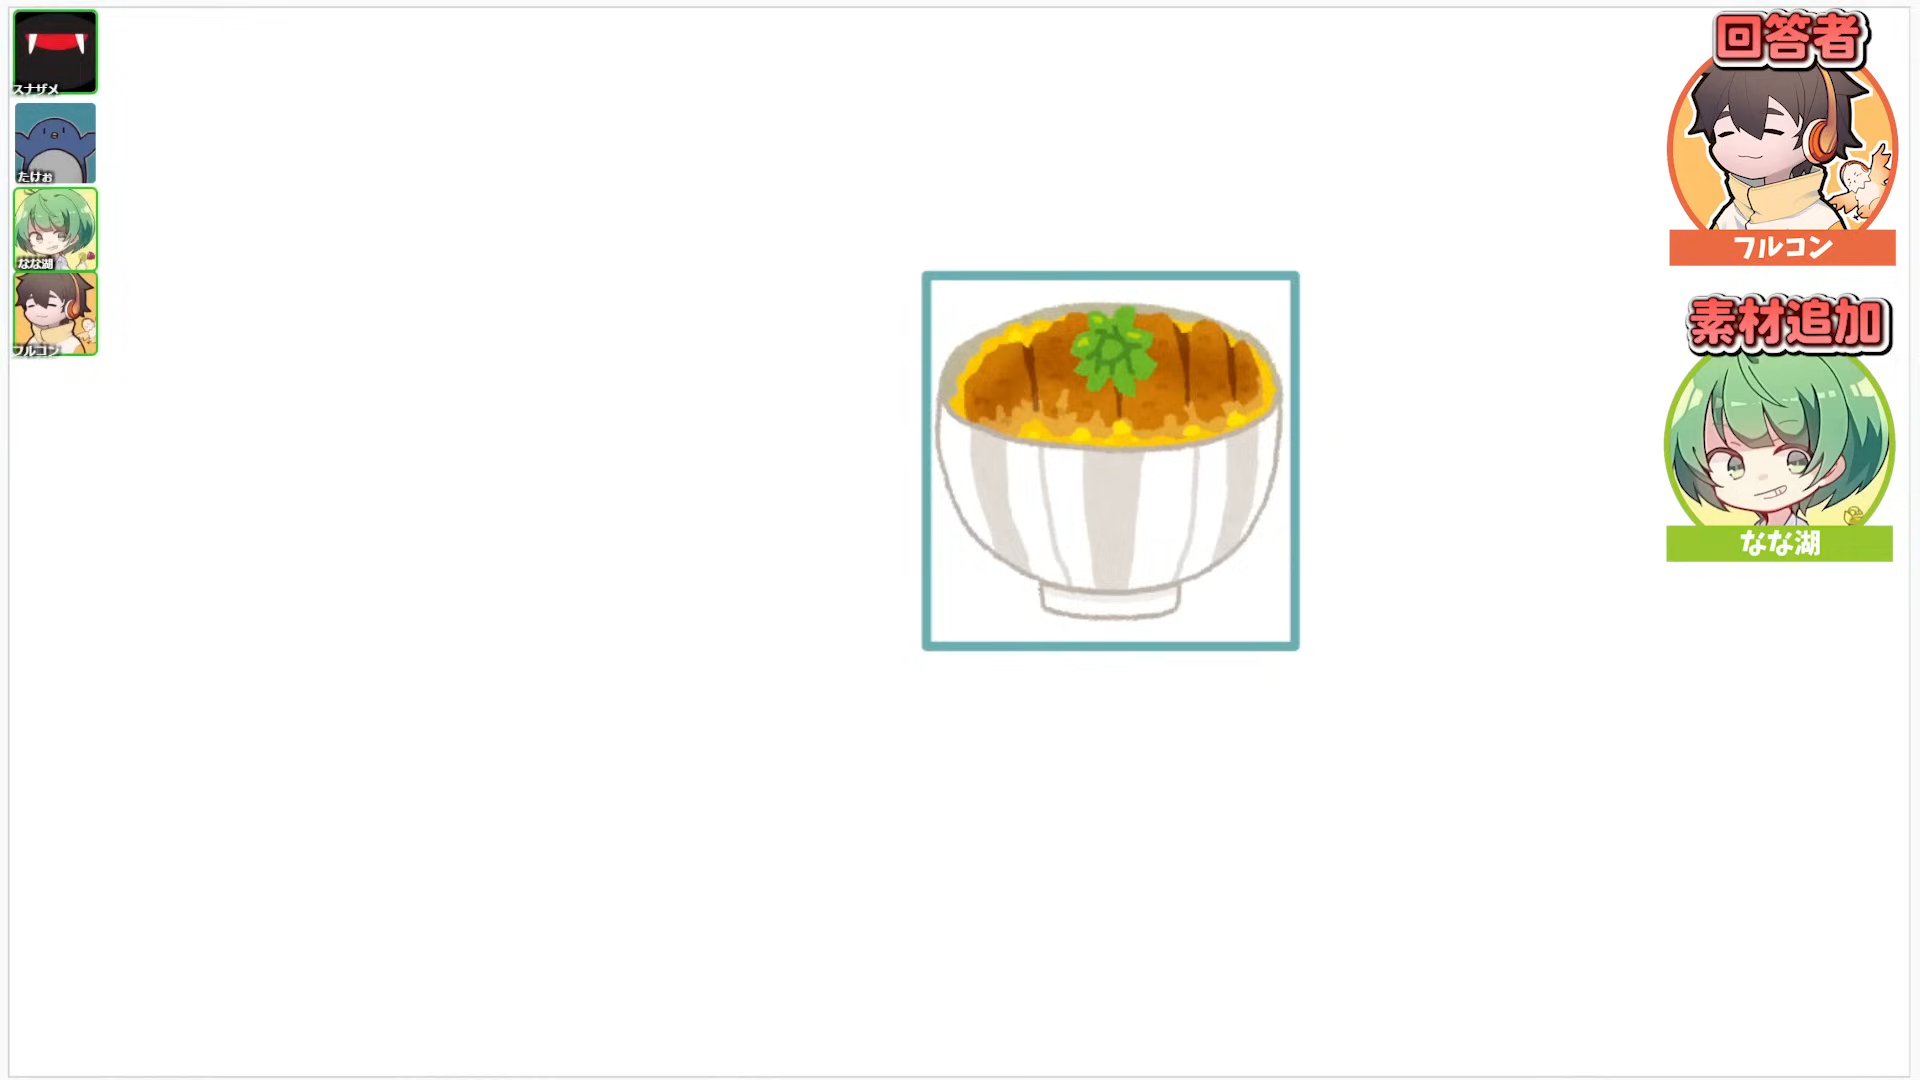 スナザメ
たけぉ
なな湖
フルコン
回答者
フルコン
素材追加
なな湖